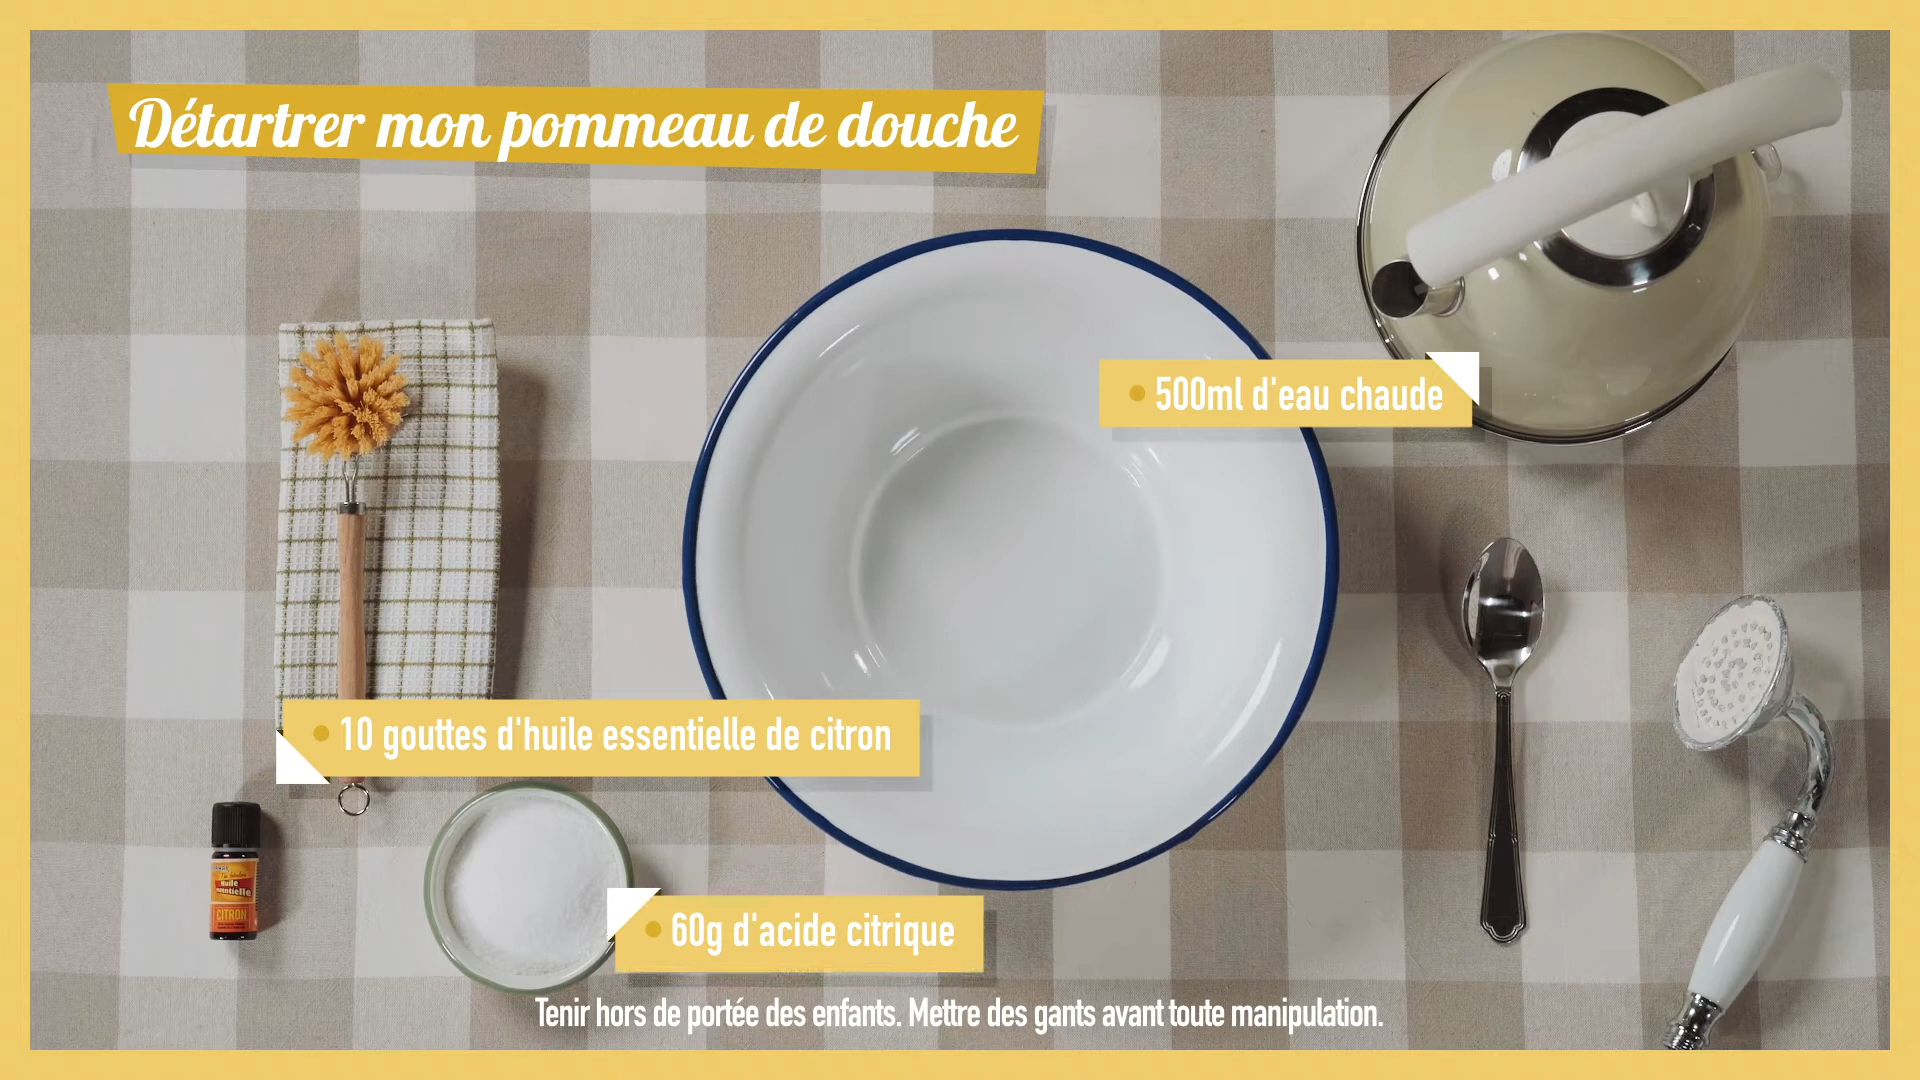 Détartrer mon pommeau de douche
500ml d'eau chaude
10 gouttes d'huile essentielle de citron
Huile
essentielle
CITRON
60g d'acide citrique
Tenir hors de portée des enfants. Mettre des gants avant toute manipulation.